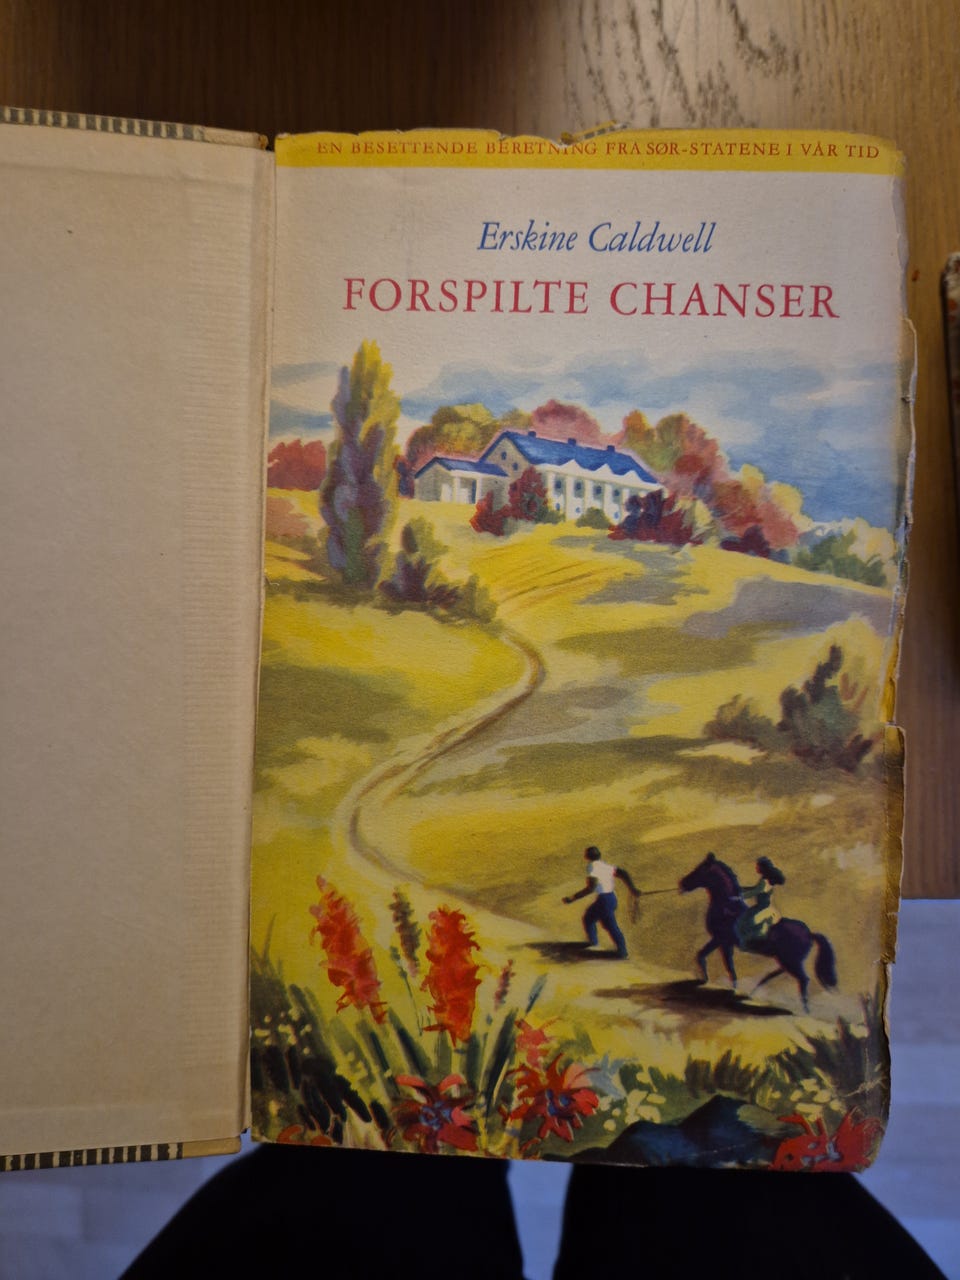 EN BESETTENDE BERETNING FRA SØR-STATENE I VÅR TID
Erskine Caldwell
FORSPILTE CHANSER